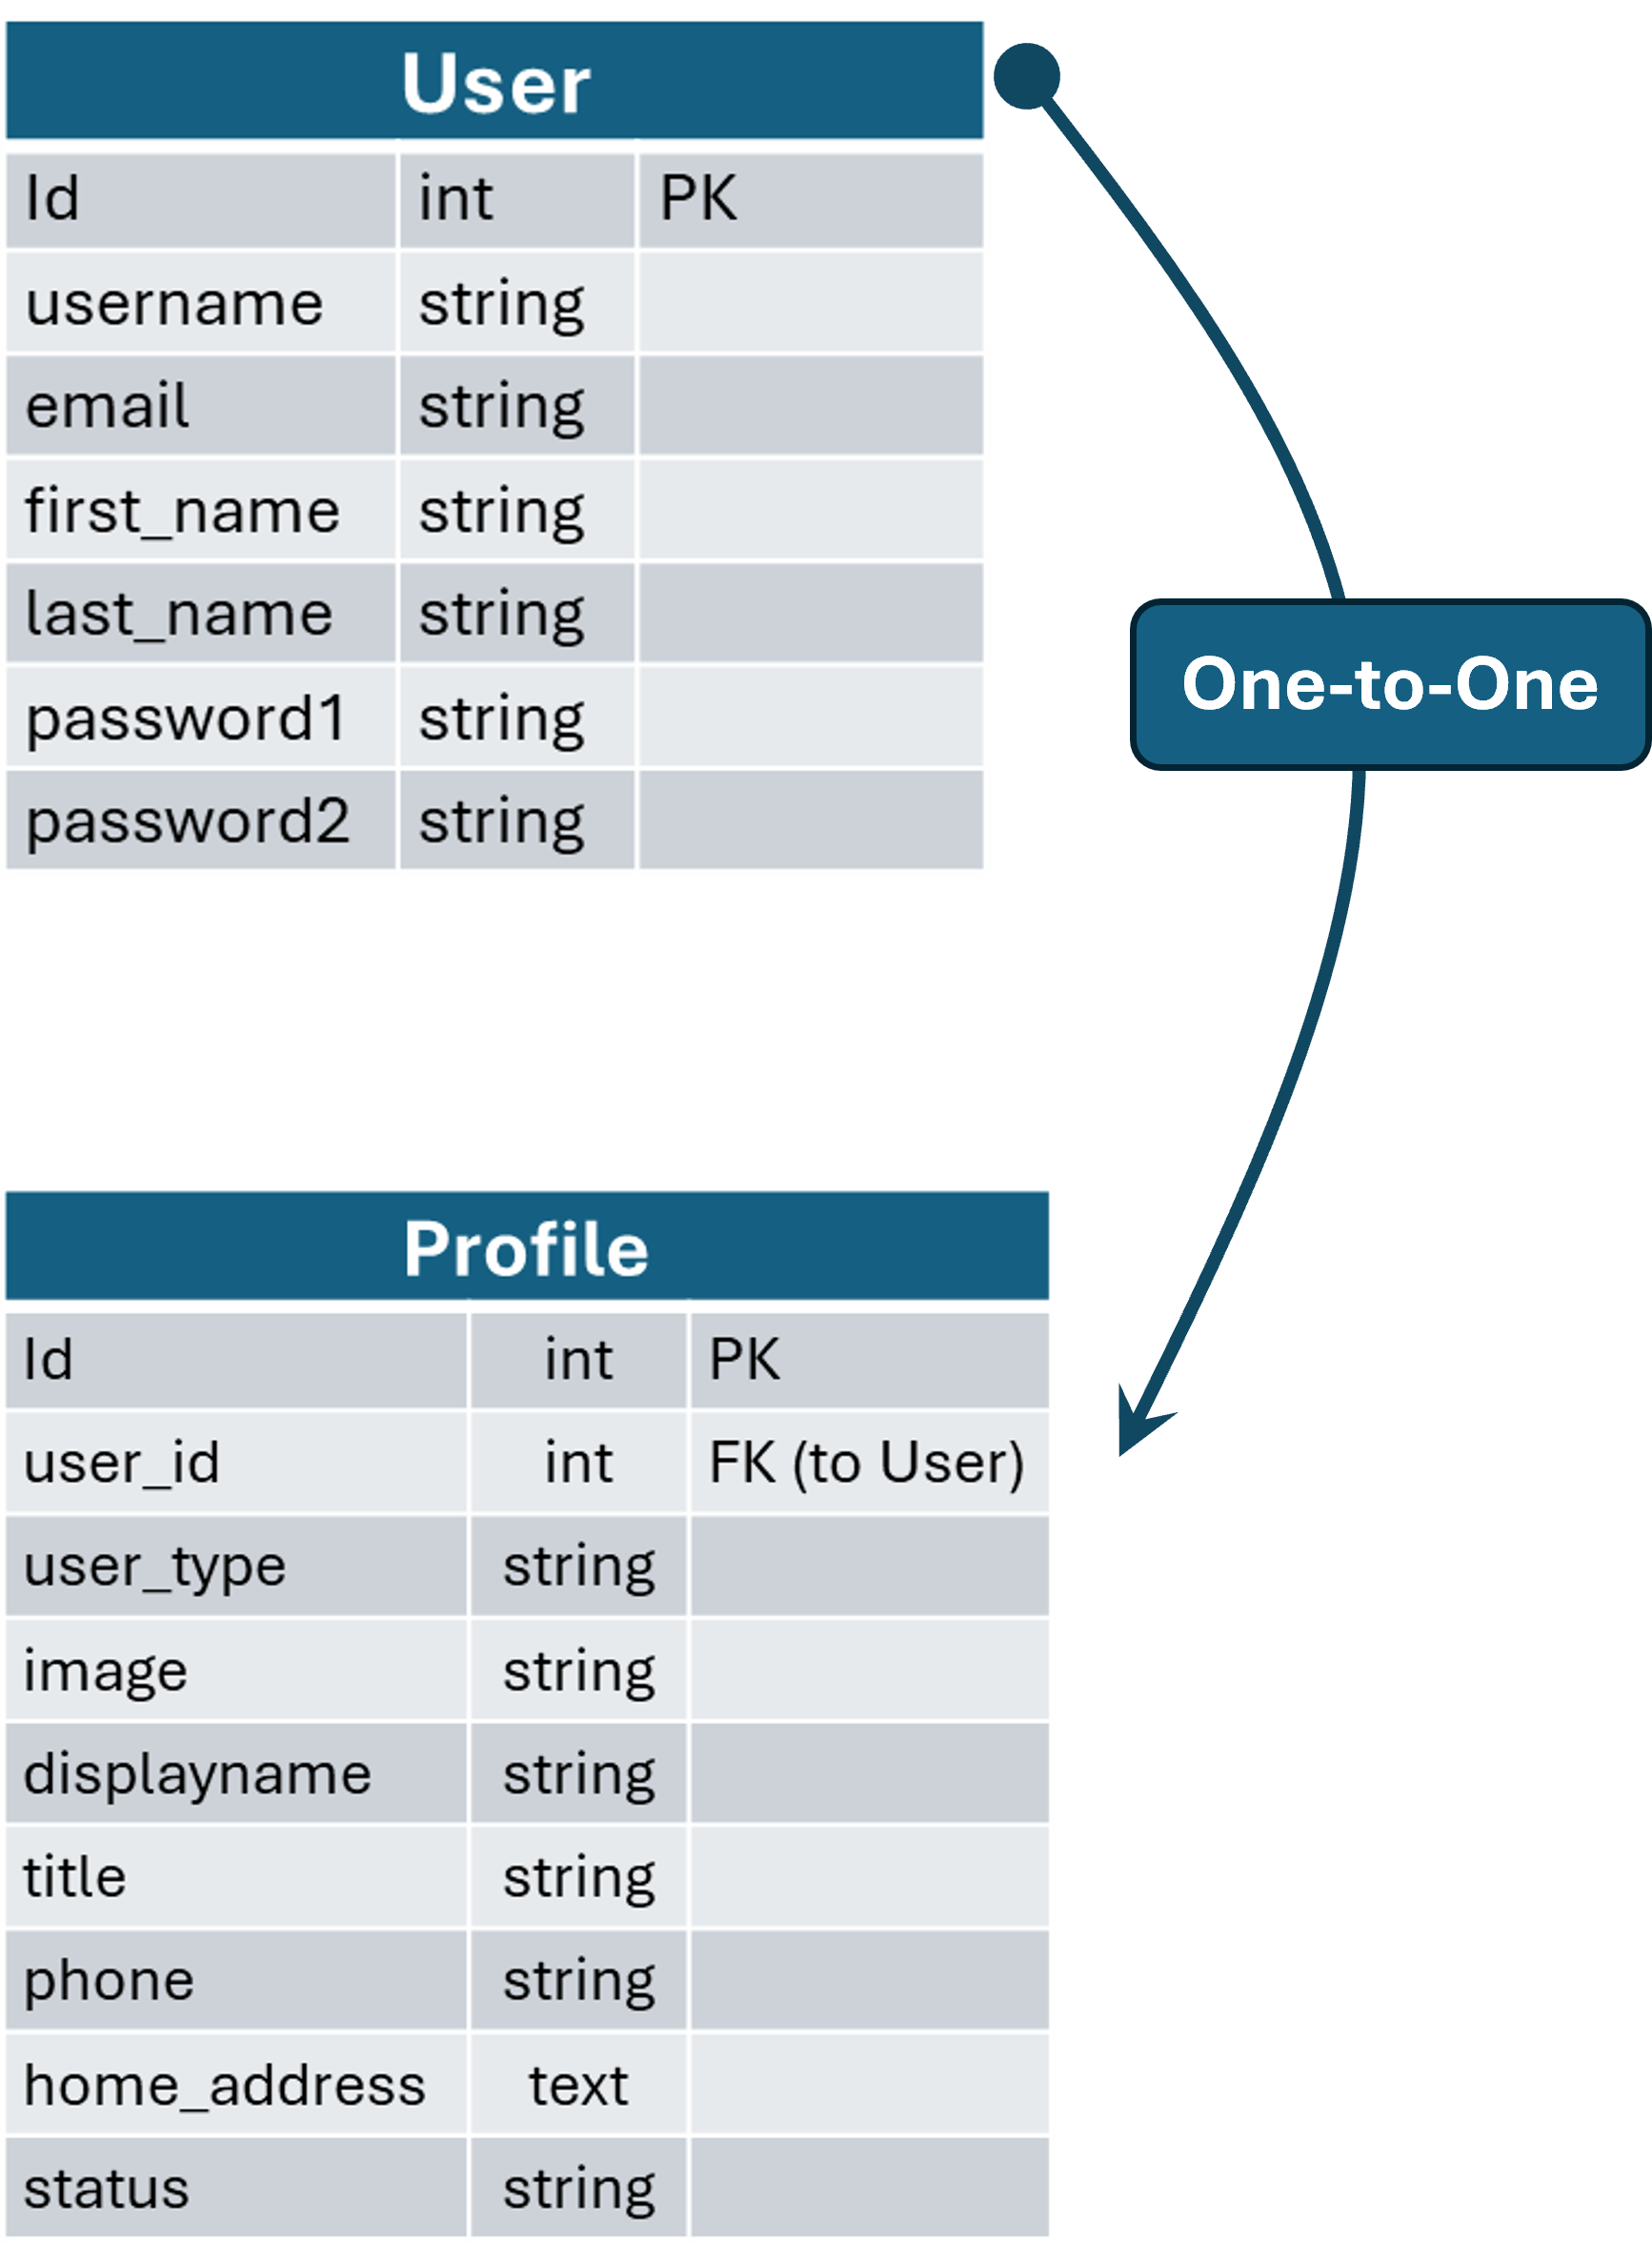 User
Id int PK
username string
email string
first_name string
last_name string
password1 string
password2 string
One-to-One
Profile
Id int PK
user_id int FK (to User)
user_type string
image string
displayname string
title string
phone string
home_address text
status string